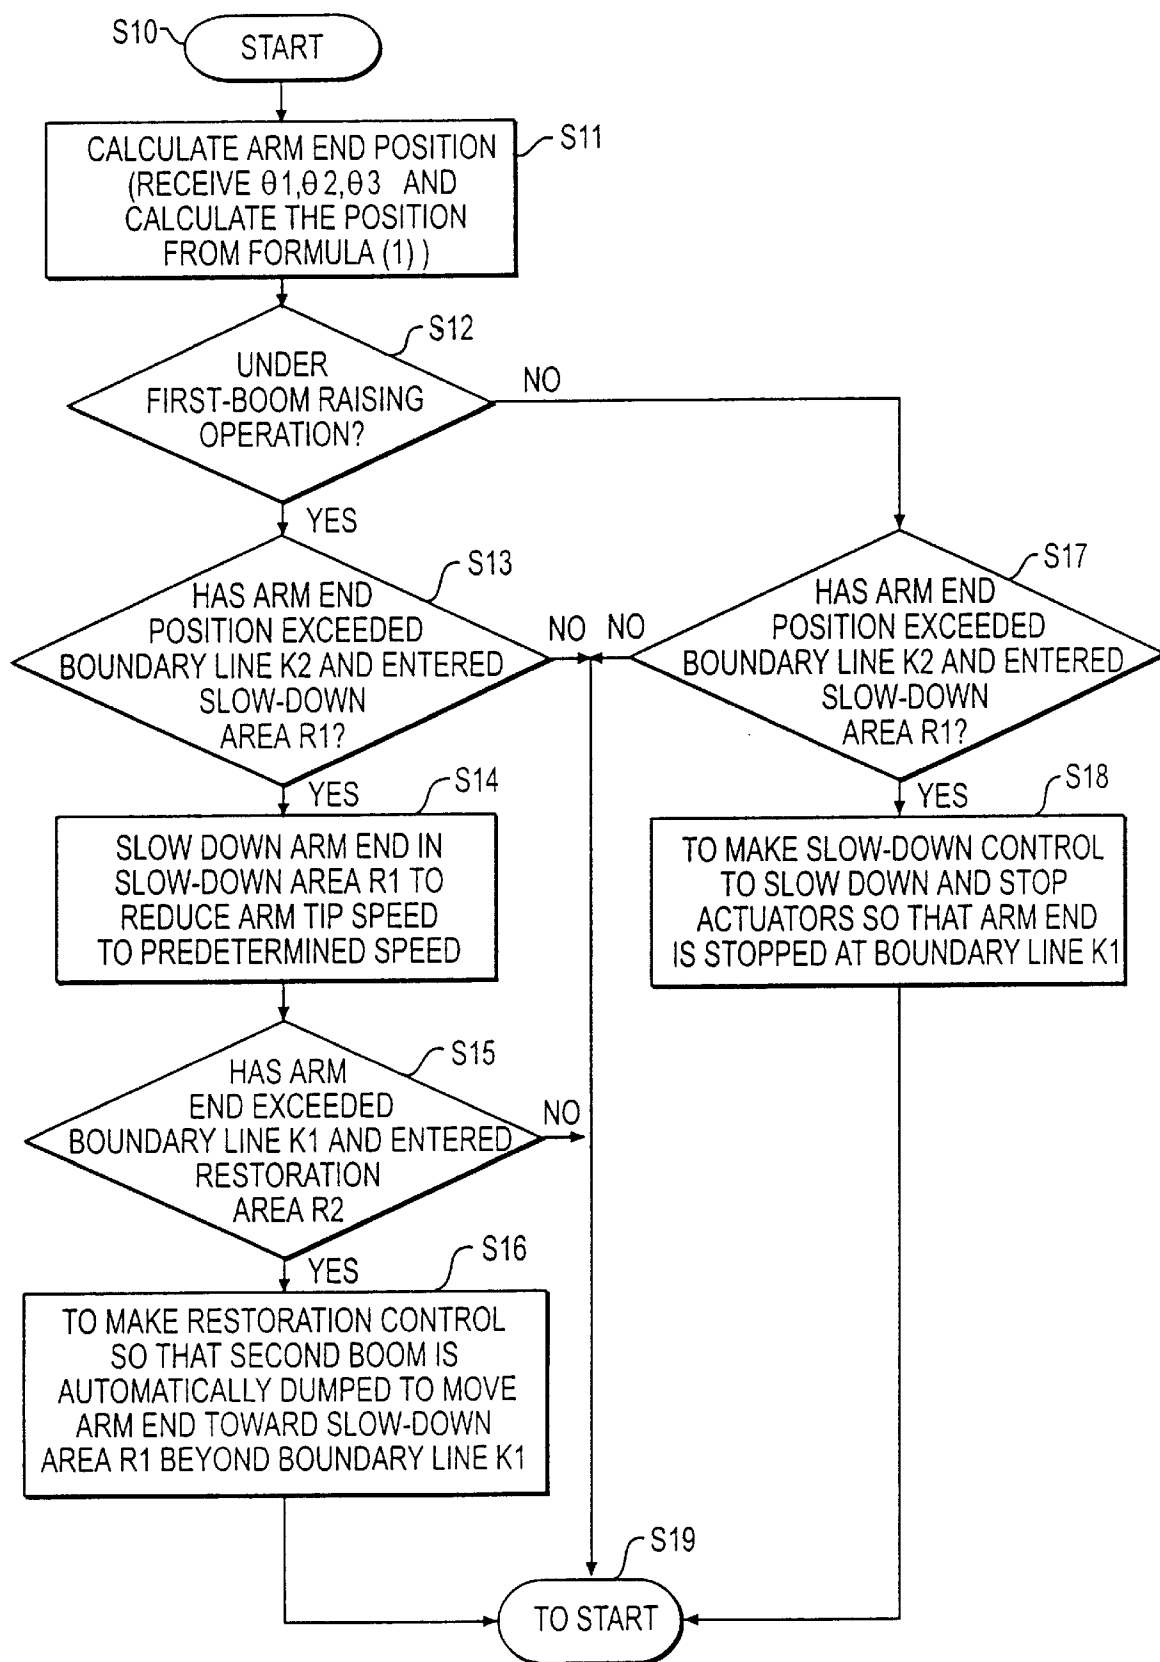 S10
START
S11
CALCULATE ARM END POSITION
(RECEIVE θ1,θ2,θ3 AND
CALCULATE THE POSITION
FROM FORMULA (1) )
S12
UNDER
FIRST-BOOM RAISING
OPERATION?
NO
YES
S13
HAS ARM END
POSITION EXCEEDED
BOUNDARY LINE K2 AND ENTERED
SLOW-DOWN
AREA R1?
NO
NO
S17
HAS ARM END
POSITION EXCEEDED
BOUNDARY LINE K2 AND ENTERED
SLOW-DOWN
AREA R1?
YES
S14
SLOW DOWN ARM END IN
SLOW-DOWN AREA R1 TO
REDUCE ARM TIP SPEED
TO PREDETERMINED SPEED
YES
S18
TO MAKE SLOW-DOWN CONTROL
TO SLOW DOWN AND STOP
ACTUATORS SO THAT ARM END
IS STOPPED AT BOUNDARY LINE K1
S15
HAS ARM
END EXCEEDED
BOUNDARY LINE K1 AND ENTERED
RESTORATION
AREA R2
NO
YES
S16
TO MAKE RESTORATION CONTROL
SO THAT SECOND BOOM IS
AUTOMATICALLY DUMPED TO MOVE
ARM END TOWARD SLOW-DOWN
AREA R1 BEYOND BOUNDARY LINE K1
S19
TO START